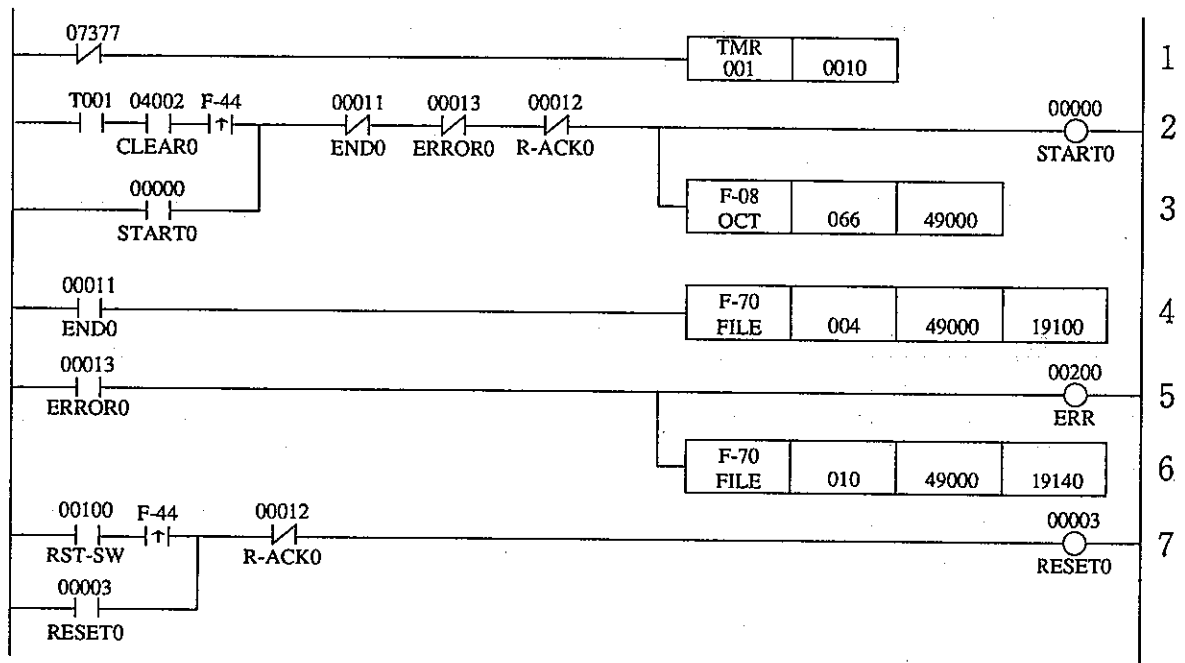 07377
TMR
001 0010 1
T001 04002 F-44 00011 00013 00012 00000
CLEAR0 END0 ERROR0 R-ACK0 START0 2
00000
START0
F-08
OCT 066 49000 3
00011
END0
F-70
FILE 004 49000 19100 4
00013
ERROR0
00200
ERR 5
F-70
FILE 010 49000 19140 6
00100 F-44 00012 00003
RST-SW R-ACK0 RESET0 7
00003
RESET0